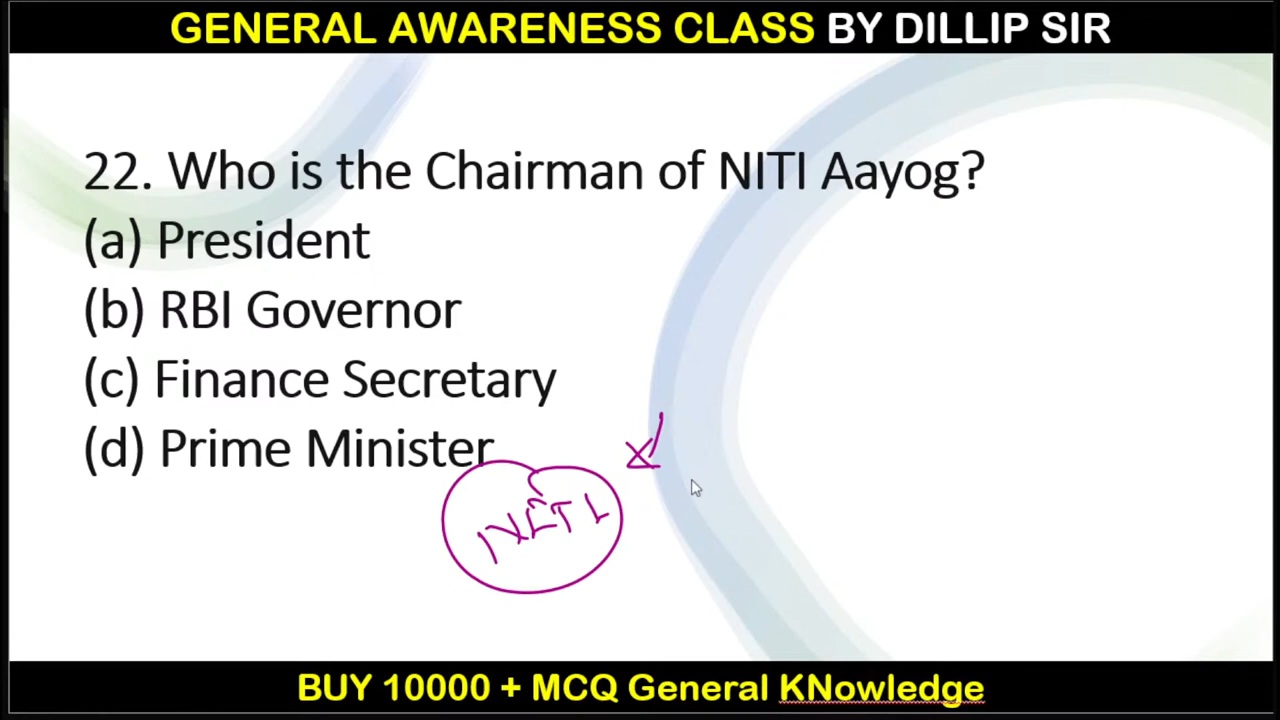 GENERAL AWARENESS CLASS BY DILLIP SIR
22. Who is the Chairman of NITI Aayog?
(a) President
(b) RBI Governor
(c) Finance Secretary
(d) Prime Minister
NITI
BUY 10000 + MCQ General KNowledge